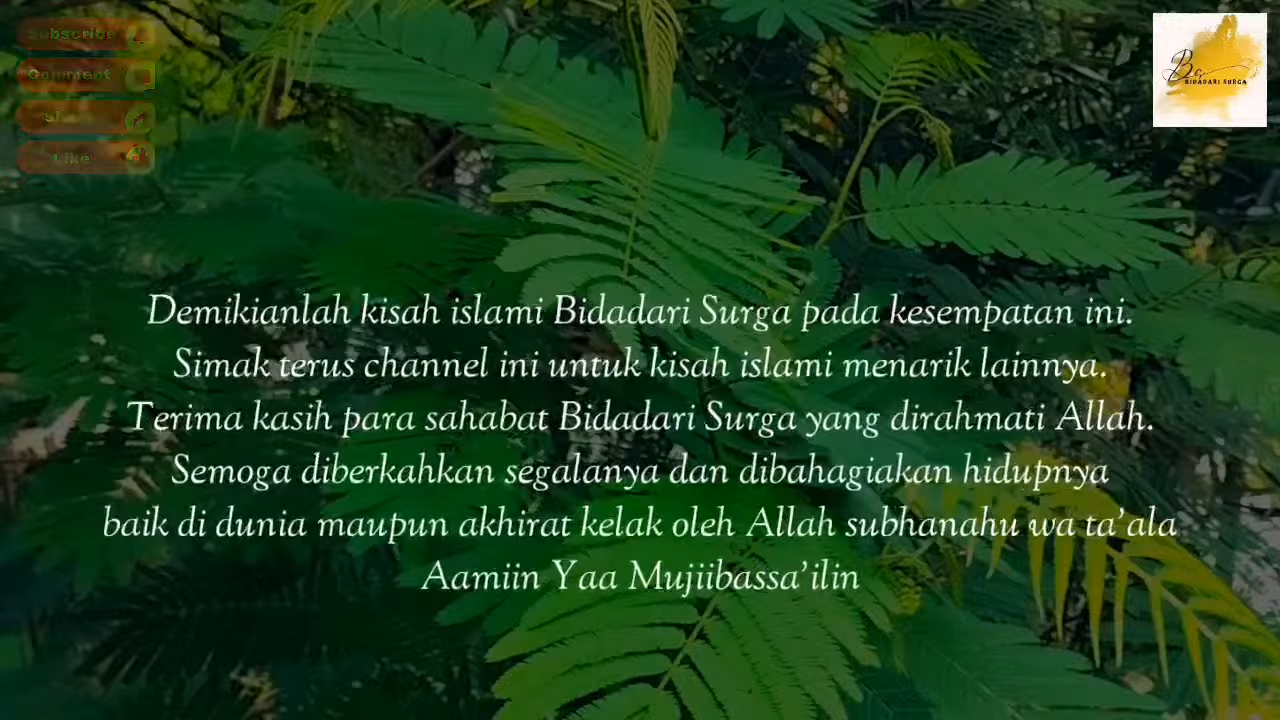 Subscribe
Comment
Share
Like
BIDADARI SURGA
Demikianlah kisah islami Bidadari Surga pada kesempatan ini.
Simak terus channel ini untuk kisah islami menarik lainnya.
Terima kasih para sahabat Bidadari Surga yang dirahmati Allah.
Semoga diberkahkan segalanya dan dibahagiakan hidupnya
baik di dunia maupun akhirat kelak oleh Allah subhanahu wa ta’ala
Aamiin Yaa Mujiibassa’ilin